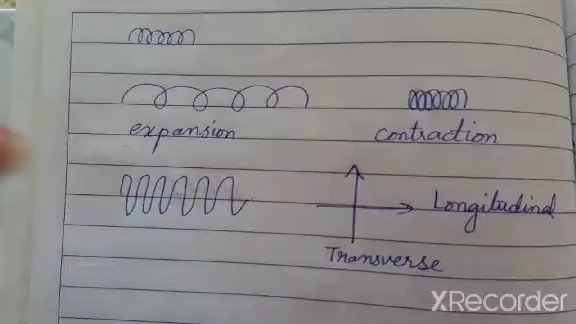 expansion
contraction
Longitudinal
Transverse
XRecorder